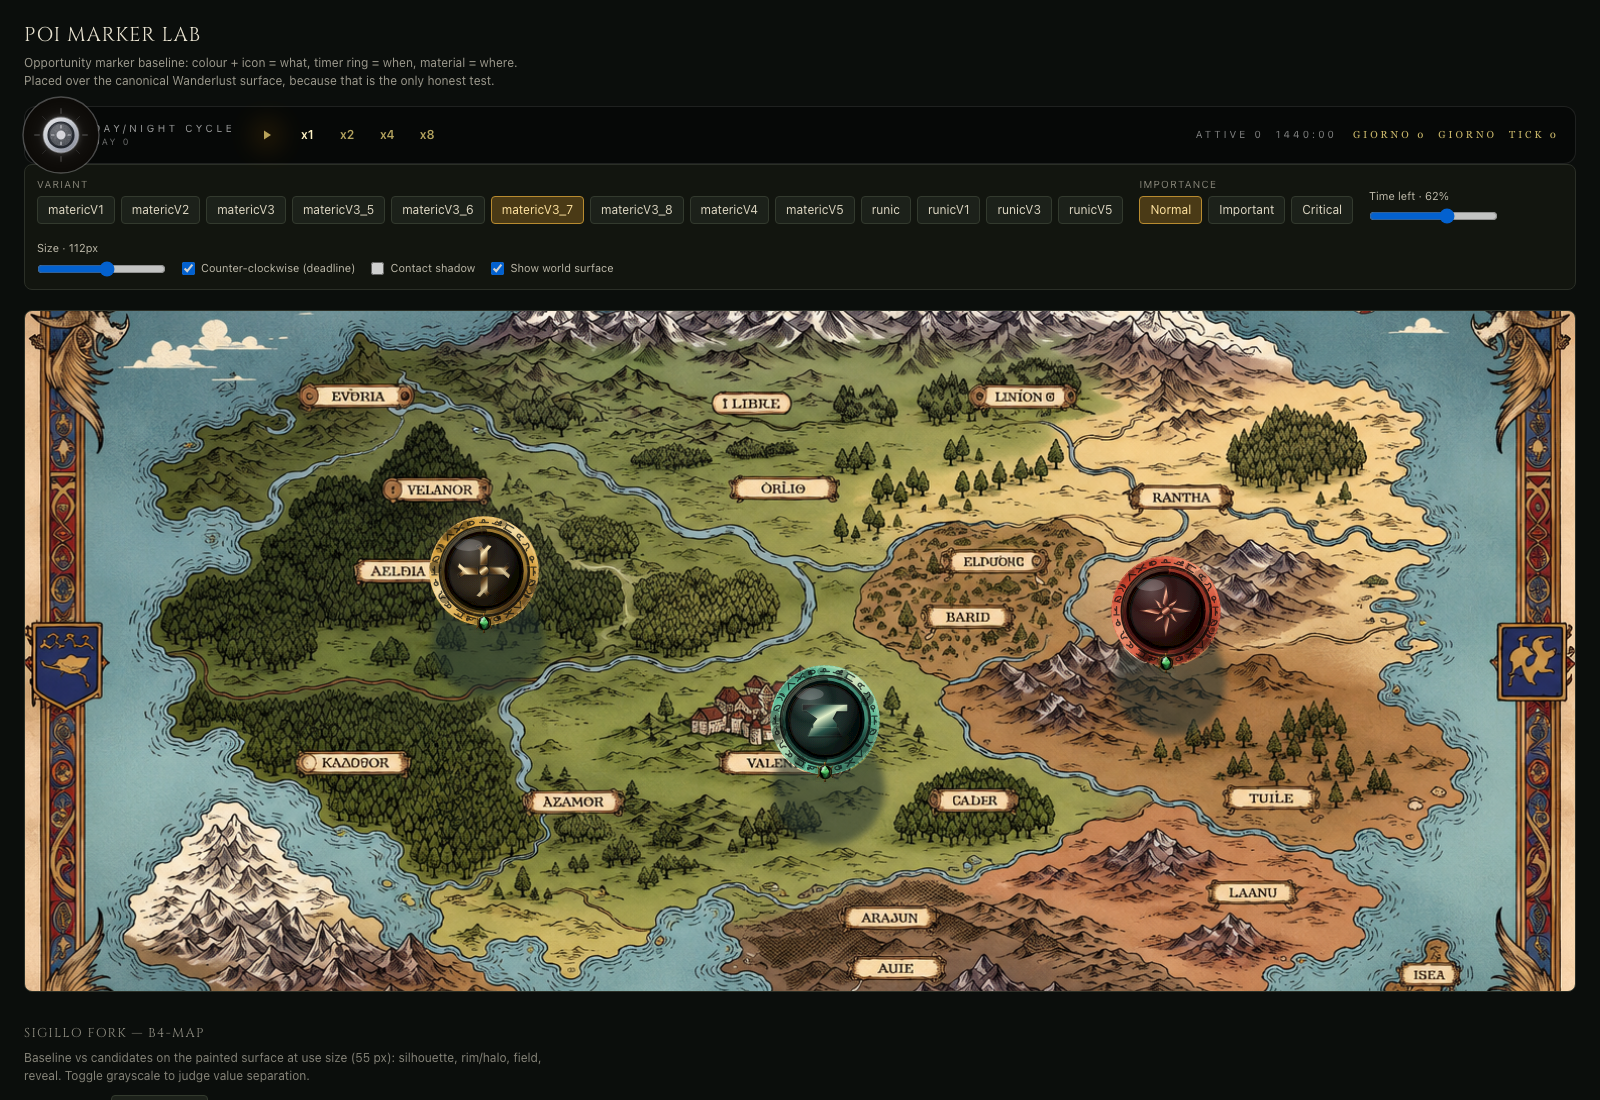 POI MARKER LAB
Opportunity marker baseline: colour + icon = what, timer ring = when, material = where.
Placed over the canonical Wanderlust surface, because that is the only honest test.
AY/NIGHT CYCLE
AY 0
x1 x2 x4 x8
ATTIVE 0 1440:00 GIORNO 0 GIORNO TICK 0
VARIANT
matericV1 matericV2 matericV3 matericV3_5 matericV3_6 matericV3_7 matericV3_8 matericV4 matericV5 runic runicV1 runicV3 runicV5
IMPORTANCE
Normal Important Critical
Time left · 62%
Size · 112px
Counter-clockwise (deadline) Contact shadow Show world surface
EVORIA
I LIBRE
LINION
VELANOR
ÒRLIO
RANTHA
AELDIA
BARID
VALEN
KADOOR
AZAMOR
CADER
TUILE
LAANU
ARAJUN
AUIE
ISEA
SIGILLO FORK — B4-MAP
Baseline vs candidates on the painted surface at use size (55 px): silhouette, rim/halo, field,
reveal. Toggle grayscale to judge value separation.